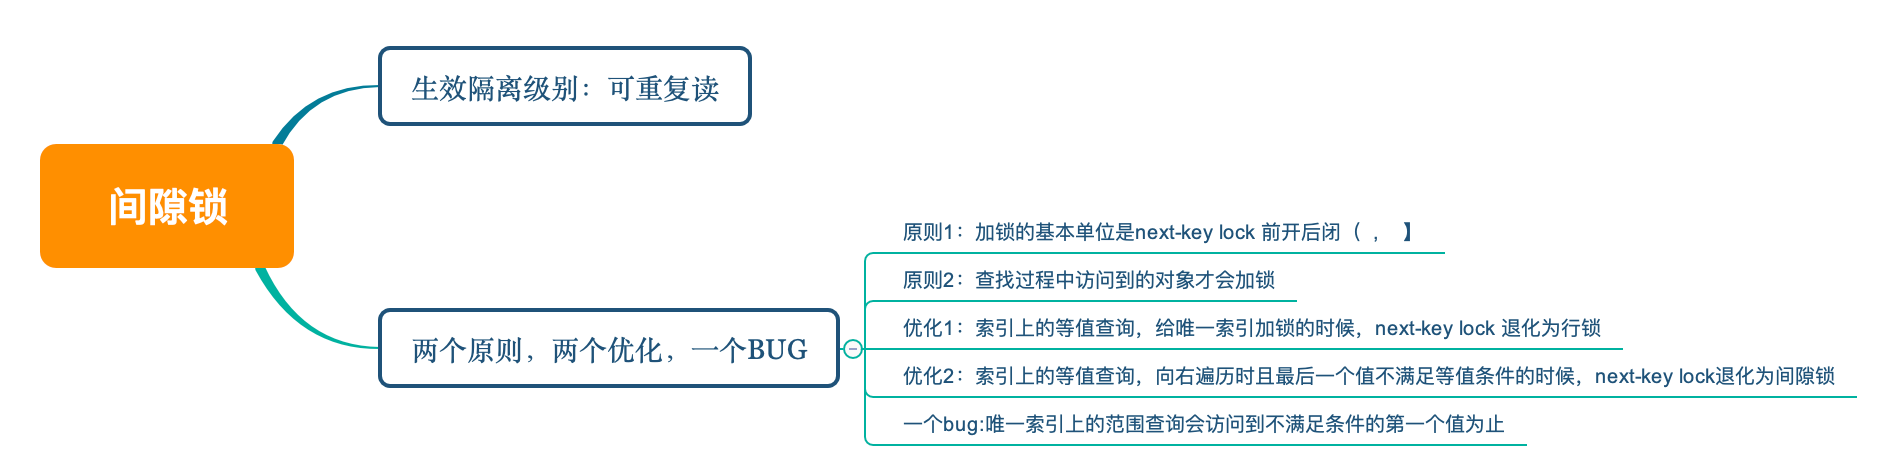 间隙锁
生效隔离级别：可重复读
两个原则，两个优化，一个BUG
原则1：加锁的基本单位是next-key lock 前开后闭（ ， 】
原则2：查找过程中访问到的对象才会加锁
优化1：索引上的等值查询，给唯一索引加锁的时候，next-key lock 退化为行锁
优化2：索引上的等值查询，向右遍历时且最后一个值不满足等值条件的时候，next-key lock退化为间隙锁
一个bug:唯一索引上的范围查询会访问到不满足条件的第一个值为止